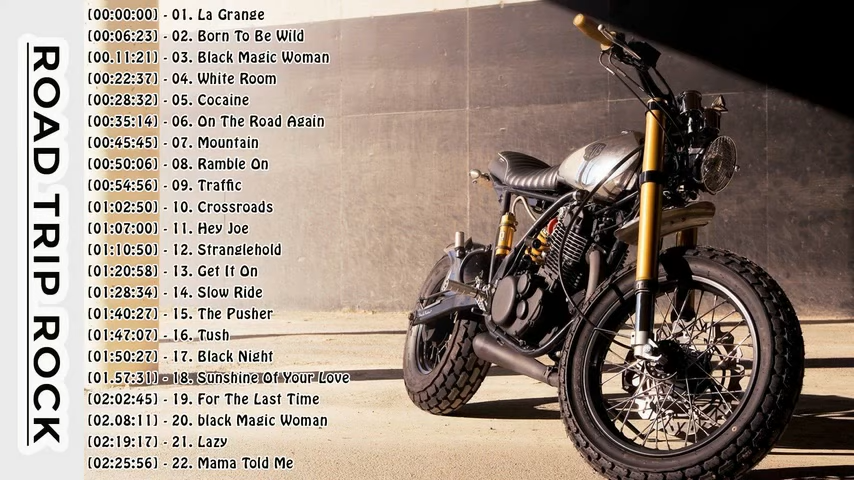 ROAD TRIP ROCK
[00:00:00] - 01. La Grange
[00:06:23] - 02. Born To Be Wild
[00.11:21] - 03. Black Magic Woman
[00:22:37] - 04. White Room
[00:28:32] - 05. Cocaine
[00:35:14] - 06. On The Road Again
[00:45:45] - 07. Mountain
[00:50:06] - 08. Ramble On
[00:54:56] - 09. Traffic
[01:02:50] - 10. Crossroads
[01:07:00] - 11. Hey Joe
[01:10:50] - 12. Stranglehold
[01:20:58] - 13. Get It On
[01:28:34] - 14. Slow Ride
[01:40:27] - 15. The Pusher
[01:47:07] - 16. Tush
[01:50:27] - 17. Black Night
[01.57:31] - 18. Sunshine Of Your Love
[02:02:45] - 19. For The Last Time
[02.08:11] - 20. black Magic Woman
[02:19:17] - 21. Lazy
[02:25:56] - 22. Mama Told Me